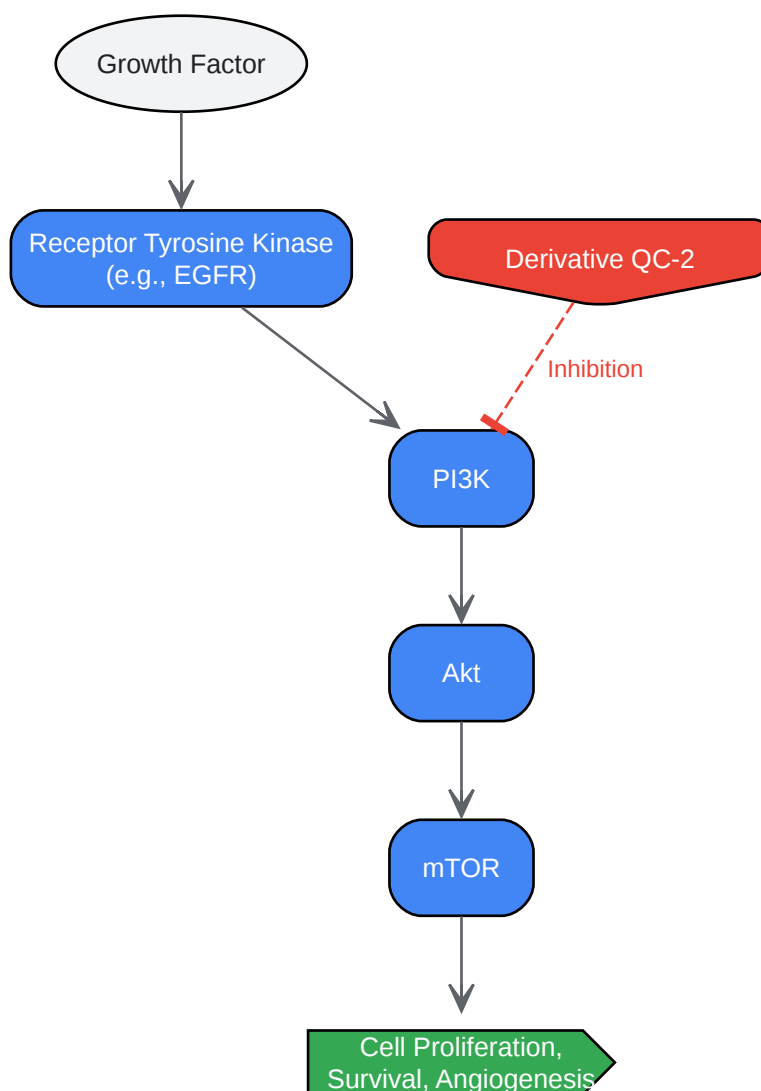 Growth Factor
Receptor Tyrosine Kinase
(e.g., EGFR)
Derivative QC-2
Inhibition
PI3K
Akt
mTOR
Cell Proliferation,
Survival, Angiogenesis